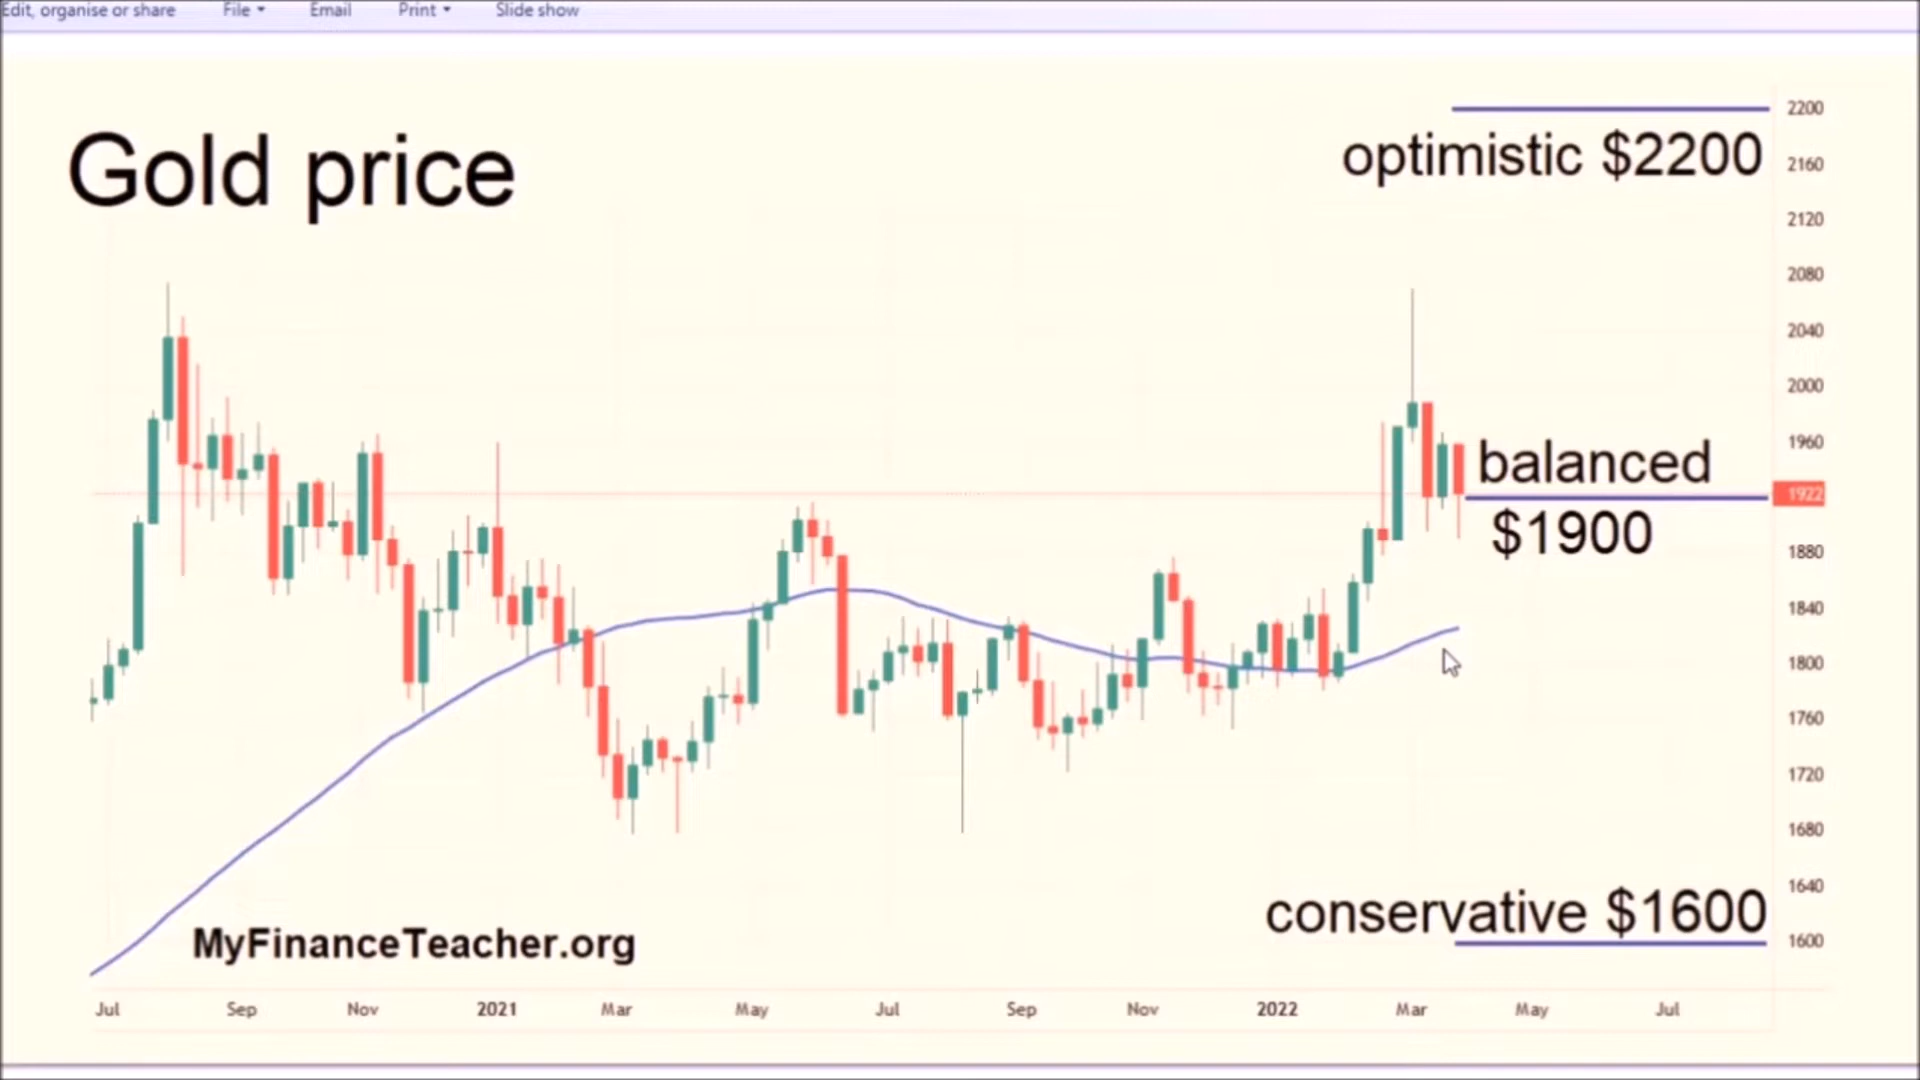 Edit, organise or share File Email Print Slide show
Gold price
optimistic $2200
balanced
$1900
conservative $1600
MyFinanceTeacher.org
2200
2160
2120
2080
2040
2000
1960
1922
1880
1840
1800
1760
1720
1680
1640
1600
Jul Sep Nov 2021 Mar May Jul Sep Nov 2022 Mar May Jul